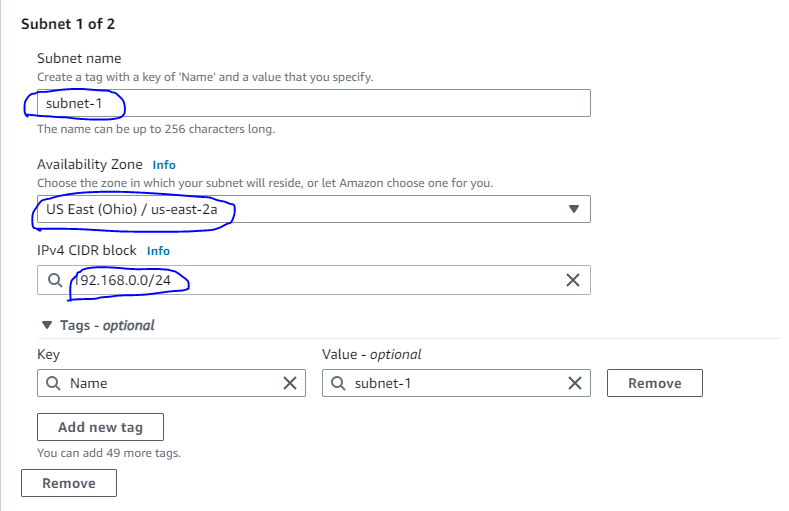 Subnet 1 of 2
Subnet name
Create a tag with a key of 'Name' and a value that you specify.
subnet-1
The name can be up to 256 characters long.
Availability Zone Info
Choose the zone in which your subnet will reside, or let Amazon choose one for you.
US East (Ohio) / us-east-2a
IPv4 CIDR block Info
192.168.0.0/24
Tags - optional
Key Value - optional
Name subnet-1 Remove
Add new tag
You can add 49 more tags.
Remove